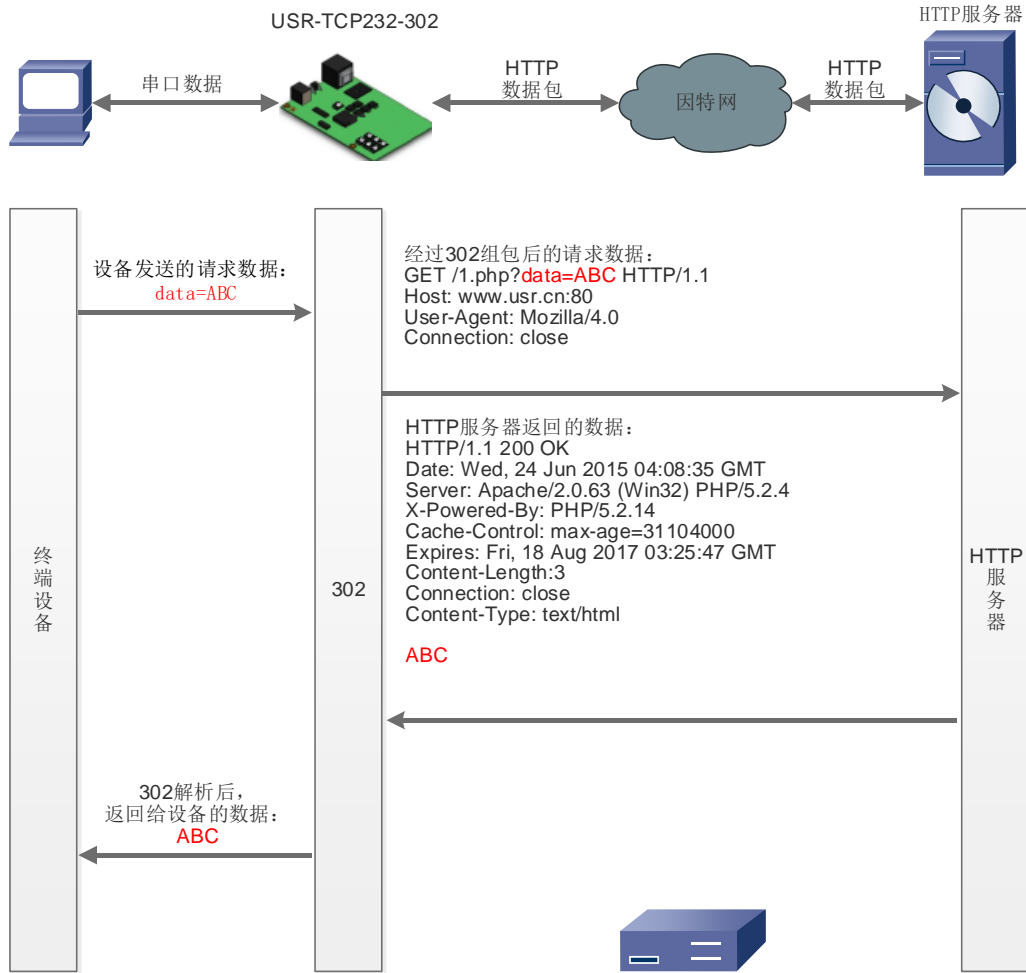 USR-TCP232-302
HTTP服务器
串口数据
HTTP
数据包
因特网
HTTP
数据包
设备发送的请求数据：
data=ABC
经过302组包后的请求数据：
GET /1.php?data=ABC HTTP/1.1
Host: www.usr.cn:80
User-Agent: Mozilla/4.0
Connection: close
HTTP服务器返回的数据：
HTTP/1.1 200 OK
Date: Wed, 24 Jun 2015 04:08:35 GMT
Server: Apache/2.0.63 (Win32) PHP/5.2.4
X-Powered-By: PHP/5.2.14
Cache-Control: max-age=31104000
Expires: Fri, 18 Aug 2017 03:25:47 GMT
Content-Length:3
Connection: close
Content-Type: text/html
ABC
终端设备
302
HTTP
服务器
302解析后，
返回给设备的数据：
ABC